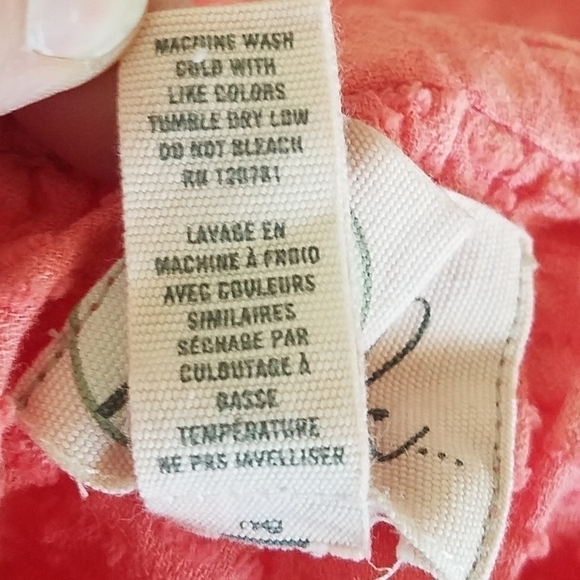 MACHINE WASH
COLD WITH
LIKE COLORS
TUMBLE DRY LOW
DO NOT BLEACH
RN 120781
LAVAGE EN
MACHINE À FROID
AVEC COULEURS
SIMILAIRES
SÉCHAGE PAR
CULBUTAGE À
BASSE
TEMPÉRATURE
NE PAS JAVELLISER